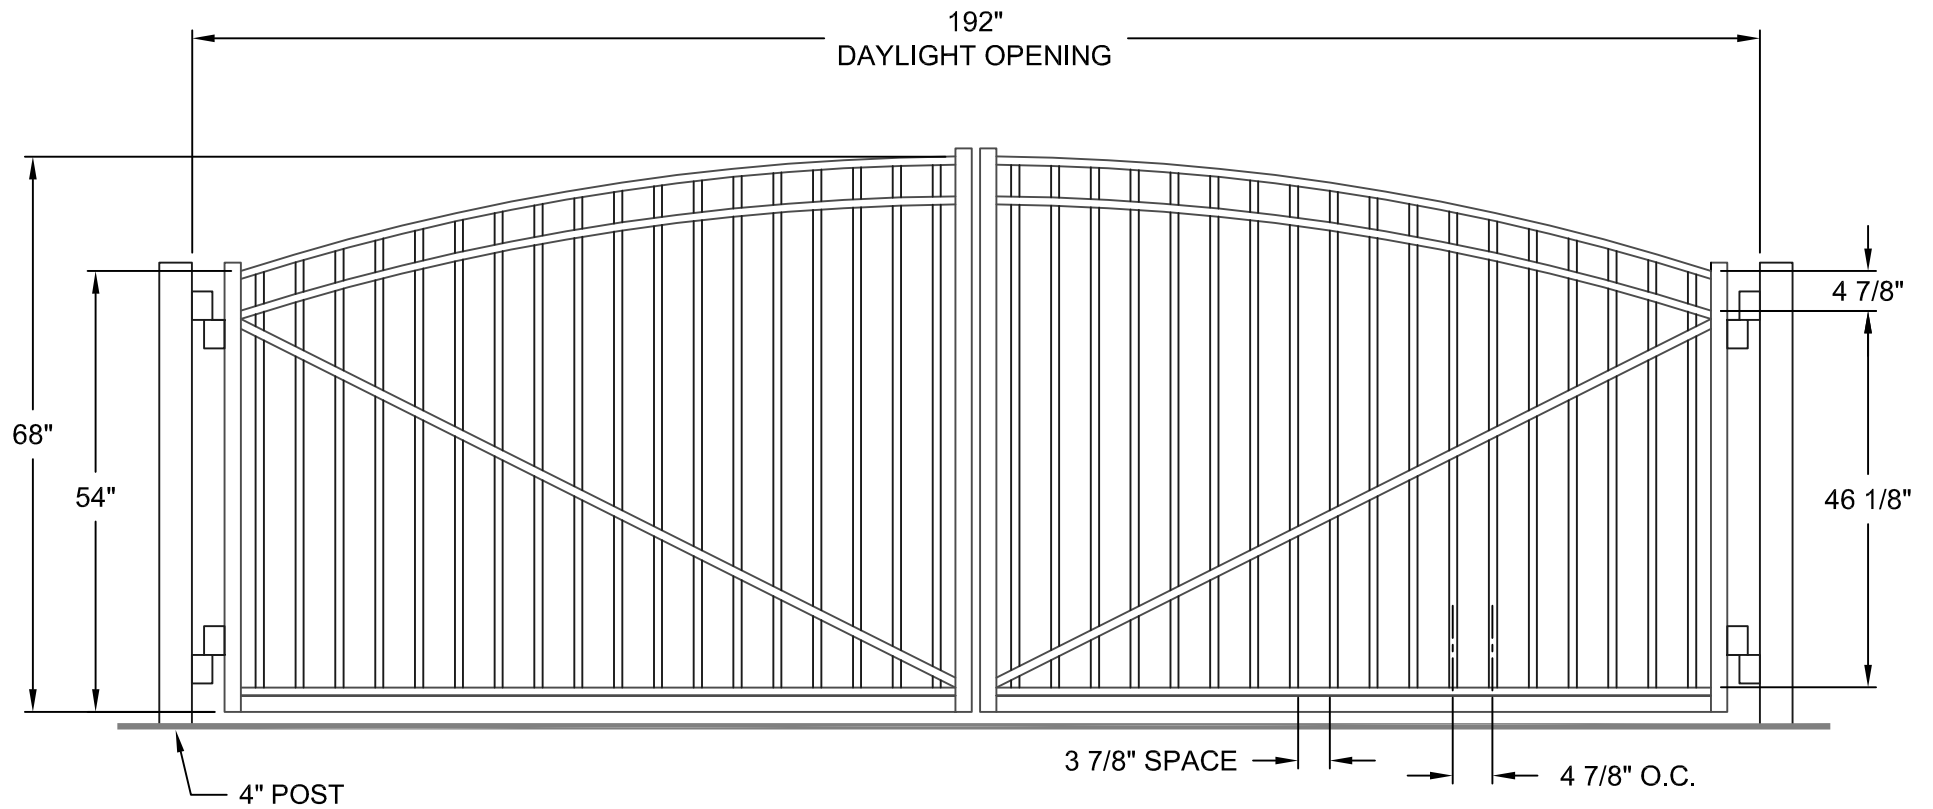 192"
DAYLIGHT OPENING
4 7/8"
68"
54"
46 1/8"
3 7/8" SPACE
4 7/8" O.C.
4" POST